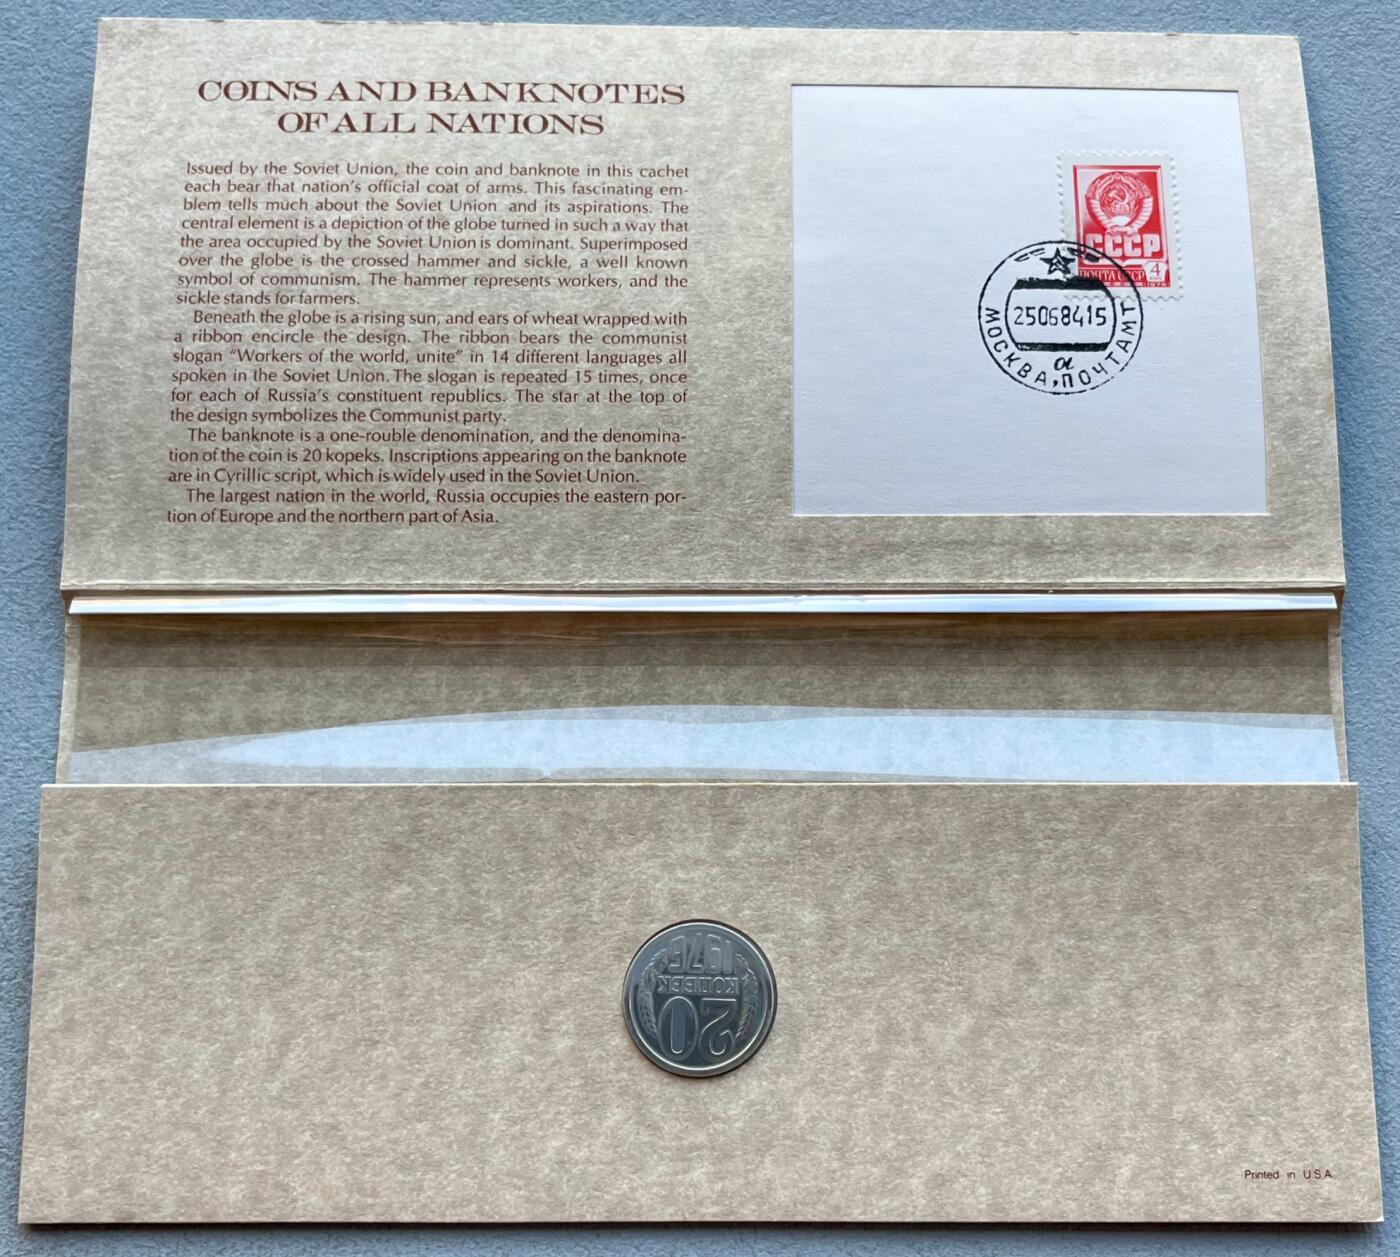 COINS AND BANKNOTES
OF ALL NATIONS
Issued by the Soviet Union, the coin and banknote in this cachet
each bear that nation's official coat of arms. This fascinating em-
blem tells much about the Soviet Union and its aspirations. The
central element is a depiction of the globe turned in such a way that
the area occupied by the Soviet Union is dominant. Superimposed
over the globe is the crossed hammer and sickle, a well known
symbol of communism. The hammer represents workers, and the
sickle stands for farmers.
Beneath the globe is a rising sun, and ears of wheat wrapped with
a ribbon encircle the design. The ribbon bears the communist
slogan "Workers of the world, unite" in 14 different languages all
spoken in the Soviet Union. The slogan is repeated 15 times, once
for each of Russia's constituent republics. The star at the top of
the design symbolizes the Communist party.
The banknote is a one-rouble denomination, and the denomina-
tion of the coin is 20 kopeks. Inscriptions appearing on the banknote
are in Cyrillic script, which is widely used in the Soviet Union.
The largest nation in the world, Russia occupies the eastern por-
tion of Europe and the northern part of Asia.
СССР
ПОЧТА СССР 4
1976
25068415
МОСКВА, ПОЧТАМТ
а
20
КОПЕЕК
1976
Printed in U.S.A.